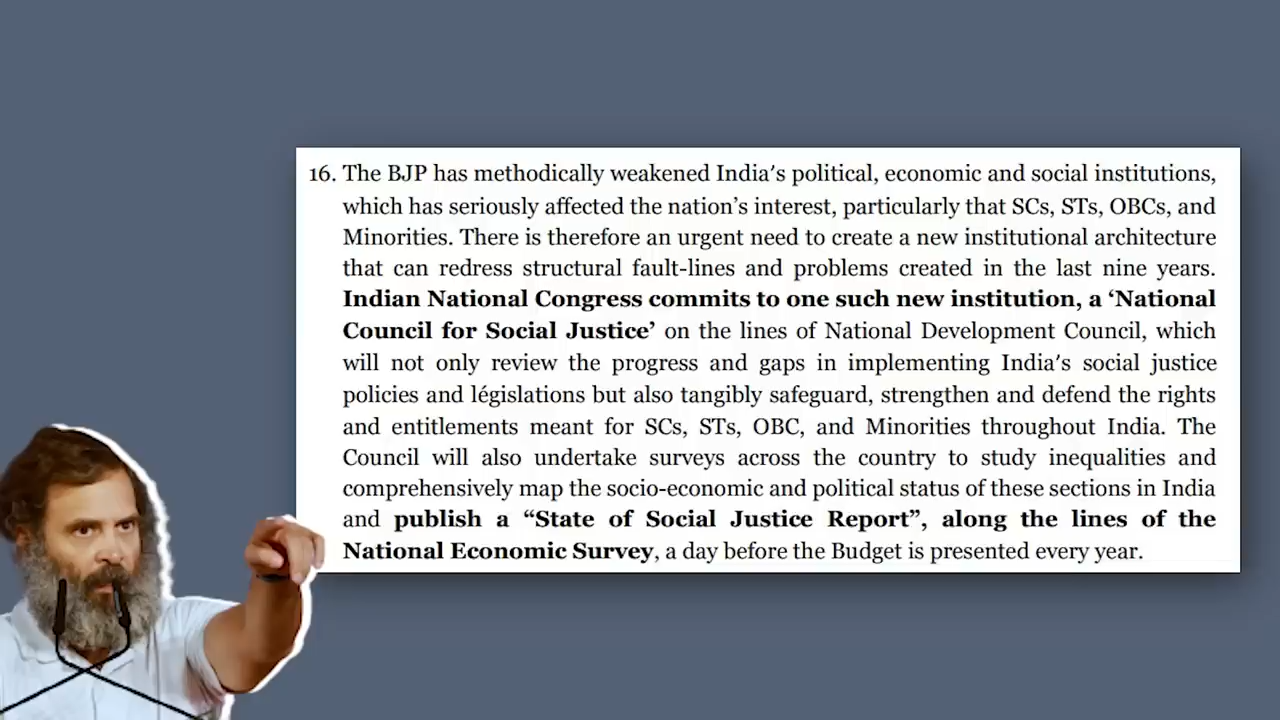 16. The BJP has methodically weakened India's political, economic and social institutions,
which has seriously affected the nation's interest, particularly that SCs, STs, OBCs, and
Minorities. There is therefore an urgent need to create a new institutional architecture
that can redress structural fault-lines and problems created in the last nine years.
Indian National Congress commits to one such new institution, a ‘National
Council for Social Justice’ on the lines of National Development Council, which
will not only review the progress and gaps in implementing India's social justice
policies and législations but also tangibly safeguard, strengthen and defend the rights
and entitlements meant for SCs, STs, OBC, and Minorities throughout India. The
Council will also undertake surveys across the country to study inequalities and
comprehensively map the socio-economic and political status of these sections in India
and publish a “State of Social Justice Report”, along the lines of the
National Economic Survey, a day before the Budget is presented every year.